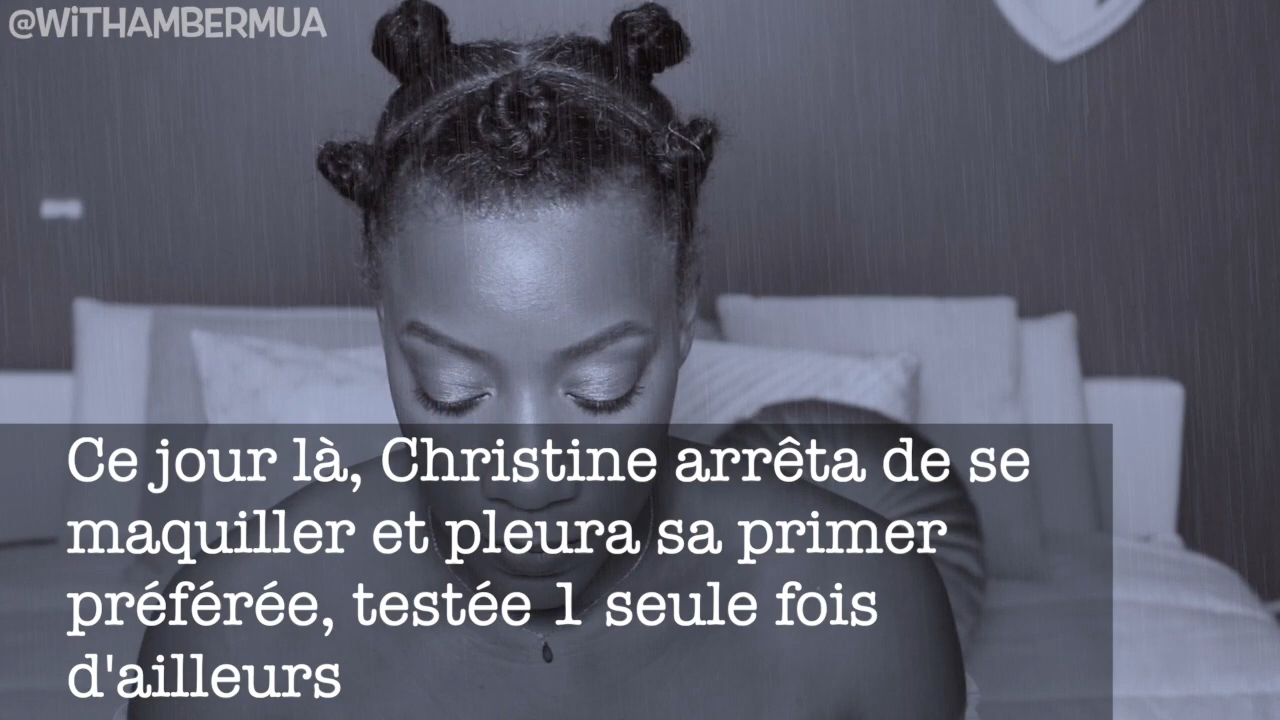 @WiTHAMBERMUA
Ce jour là, Christine arrêta de se
maquiller et pleura sa primer
préférée, testée 1 seule fois
d'ailleurs